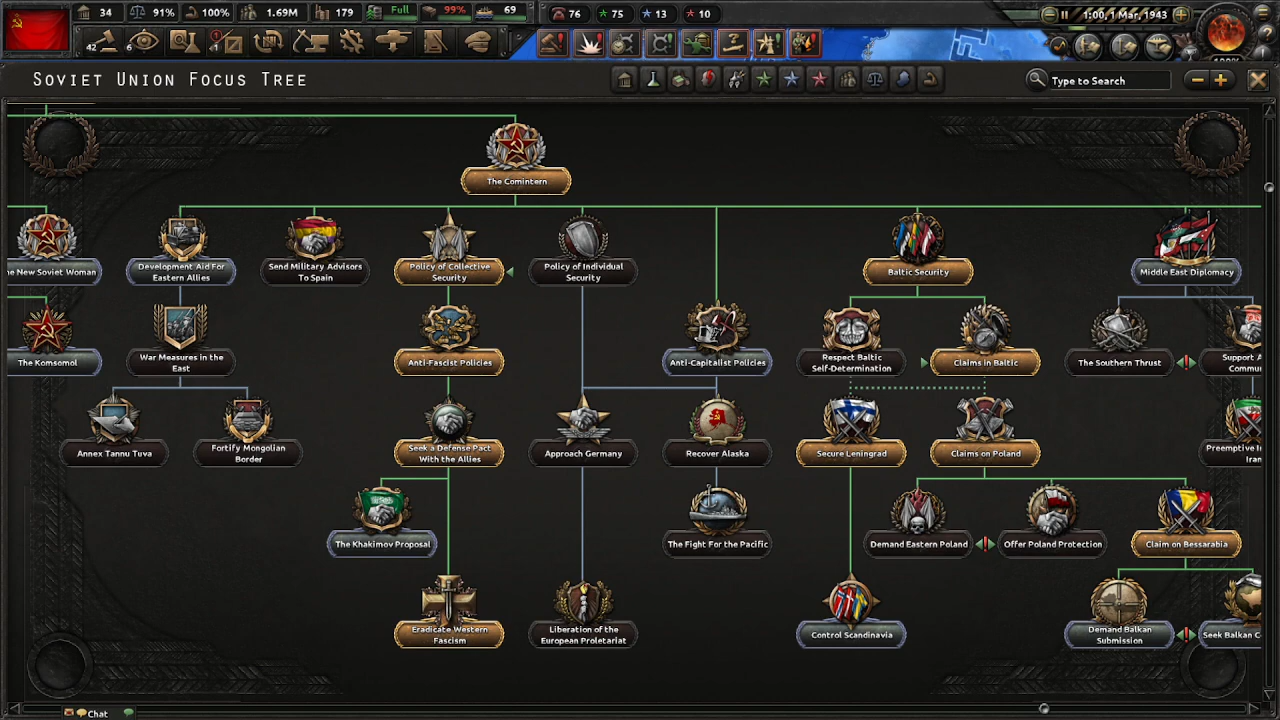 34 91% 100% 1.69M 179 Full 99% 69 76 75 13 10 1:00, 1 Mar, 1943
42 6 1 -1 100%
SOVIET UNION FOCUS TREE Type to Search
The Comintern
he New Soviet Woman
Development Aid For
Eastern Allies
Send Military Advisors
To Spain
Policy of Collective
Security
Policy of Individual
Security
Baltic Security
Middle East Diplomacy
The Komsomol
War Measures in the
East
Anti-Fascist Policies
Anti-Capitalist Policies
Respect Baltic
Self-Determination
Claims in Baltic
The Southern Thrust
Support A
Commu
Annex Tannu Tuva
Fortify Mongolian
Border
Seek a Defense Pact
With the Allies
Approach Germany
Recover Alaska
Secure Leningrad
Claims on Poland
Preemptive In
Iran
The Khakimov Proposal
The Fight For the Pacific
Demand Eastern Poland
Offer Poland Protection
Claim on Bessarabia
Eradicate Western
Fascism
Liberation of the
European Proletariat
Control Scandinavia
Demand Balkan
Submission
Seek Balkan C
Chat